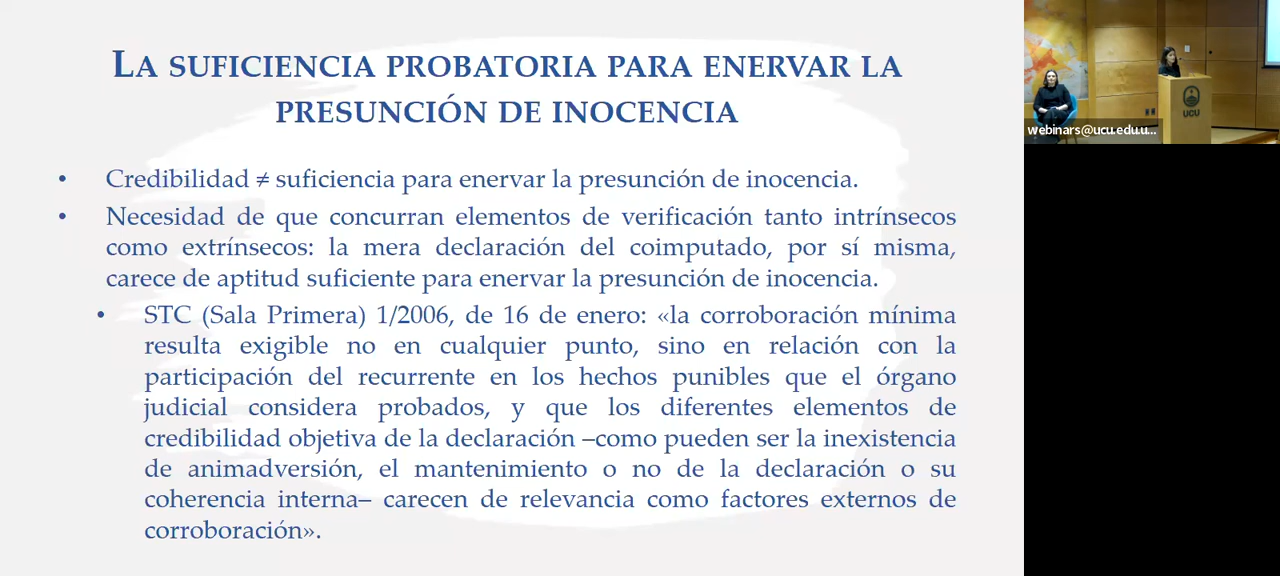 LA SUFICIENCIA PROBATORIA PARA ENERVAR LA
PRESUNCIÓN DE INOCENCIA
• Credibilidad ≠ suficiencia para enervar la presunción de inocencia.
• Necesidad de que concurran elementos de verificación tanto intrínsecos
como extrínsecos: la mera declaración del coimputado, por sí misma,
carece de aptitud suficiente para enervar la presunción de inocencia.
• STC (Sala Primera) 1/2006, de 16 de enero: «la corroboración mínima
resulta exigible no en cualquier punto, sino en relación con la
participación del recurrente en los hechos punibles que el órgano
judicial considera probados, y que los diferentes elementos de
credibilidad objetiva de la declaración –como pueden ser la inexistencia
de animadversión, el mantenimiento o no de la declaración o su
coherencia interna– carecen de relevancia como factores externos de
corroboración».
webinars@ucu.edu.u...
UCU